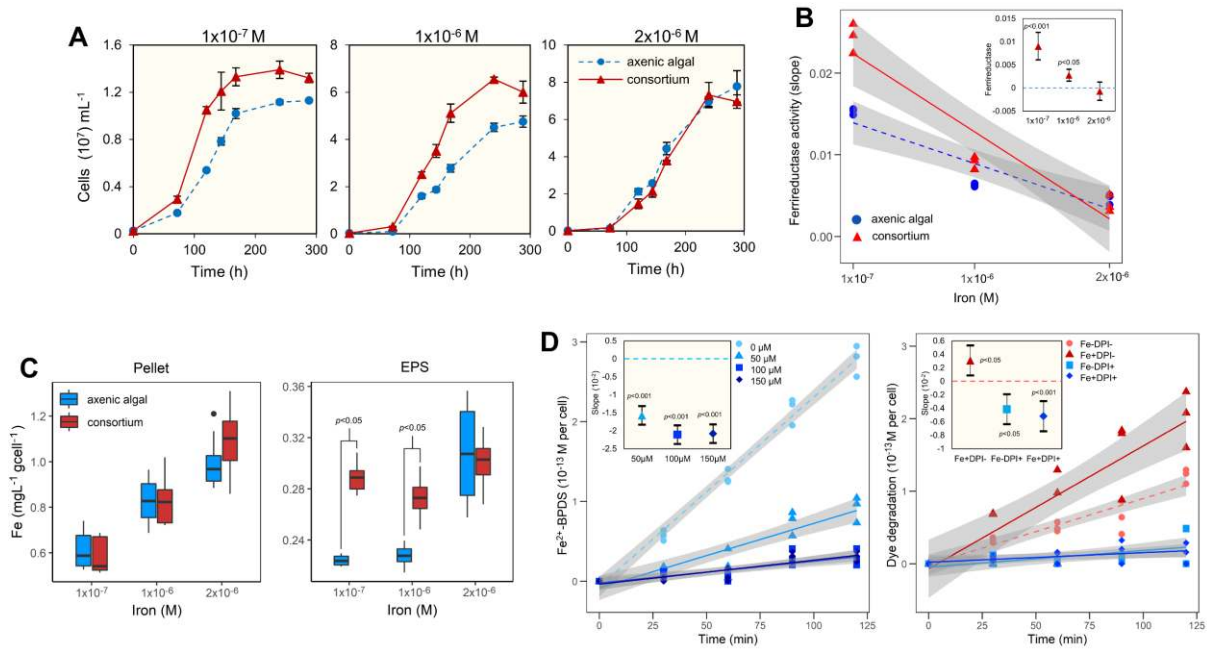 A
1x10-7 M
1x10-6 M
2x10-6 M
Cells (10⁷) mL⁻¹
1.6
1.2
0.8
0.4
0
8
6
4
2
0
10
8
6
4
2
0
axenic algal
consortium
0 100 200 300
0 100 200 300
0 100 200 300
Time (h)
Time (h)
Time (h)
B
Ferrireductase activity (slope)
0.02
0.01
0.00
Ferrireductase
0.015
0.01
0.005
0
-0.005
p<0.001
p<0.05
1x10⁻⁷ 1x10⁻⁶ 2x10⁻⁶
axenic algal
consortium
1x10⁻⁷
1x10⁻⁶
2x10⁻⁶
Iron (M)
C
Pellet
EPS
Fe (mgL⁻¹ gcell⁻¹)
1.2
1.0
0.8
0.6
axenic algal
consortium
0.36
0.32
0.28
0.24
p<0.05
p<0.05
1x10⁻⁷ 1x10⁻⁶ 2x10⁻⁶
1x10⁻⁷ 1x10⁻⁶ 2x10⁻⁶
Iron (M)
Iron (M)
D
Fe²⁺-BPDS (10⁻¹³ M per cell)
3
2
1
0
Slope (10⁻²)
0.5
0
-0.5
-1
-1.5
-2
-2.5
p<0.001
p<0.001
p<0.001
50µM 100µM 150µM
0 µM
50 µM
100 µM
150 µM
0 25 50 75 100 125
Time (min)
Dye degradation (10⁻¹³M per cell)
3
2
1
0
Slope (10⁻²)
0.6
0.4
0.2
0
-0.2
-0.4
-0.6
-0.8
-1
p<0.05
p<0.05
p<0.001
Fe+DPI- Fe-DPI+ Fe+DPI+
Fe-DPI-
Fe+DPI-
Fe-DPI+
Fe+DPI+
0 25 50 75 100 125
Time (min)